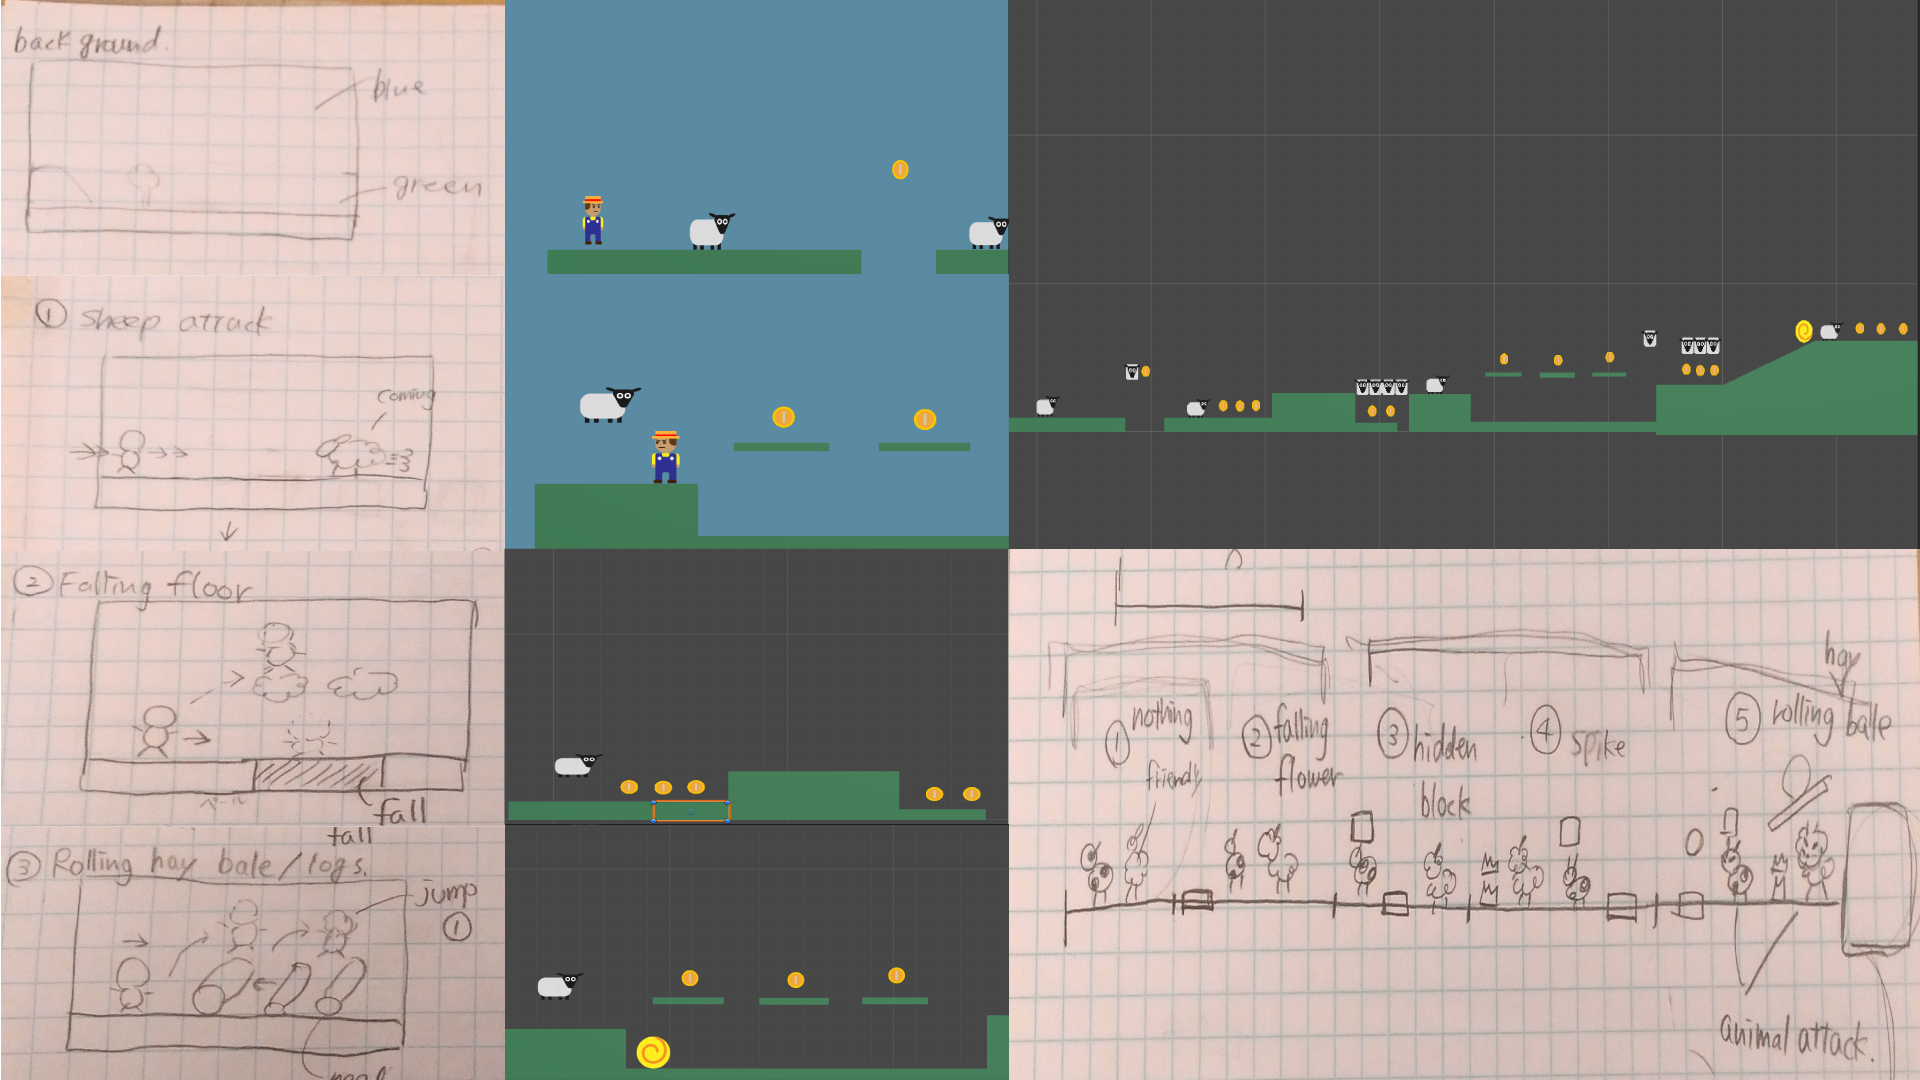 back ground.
blue
green
① Sheep attack
coming
② Falling floor
fall
fall
③ Rolling hay bale/logs.
jump
①
hay
① nothing
friendly
② falling
flower
③ hidden
block
④ spike
⑤ rolling bale
animal attack.